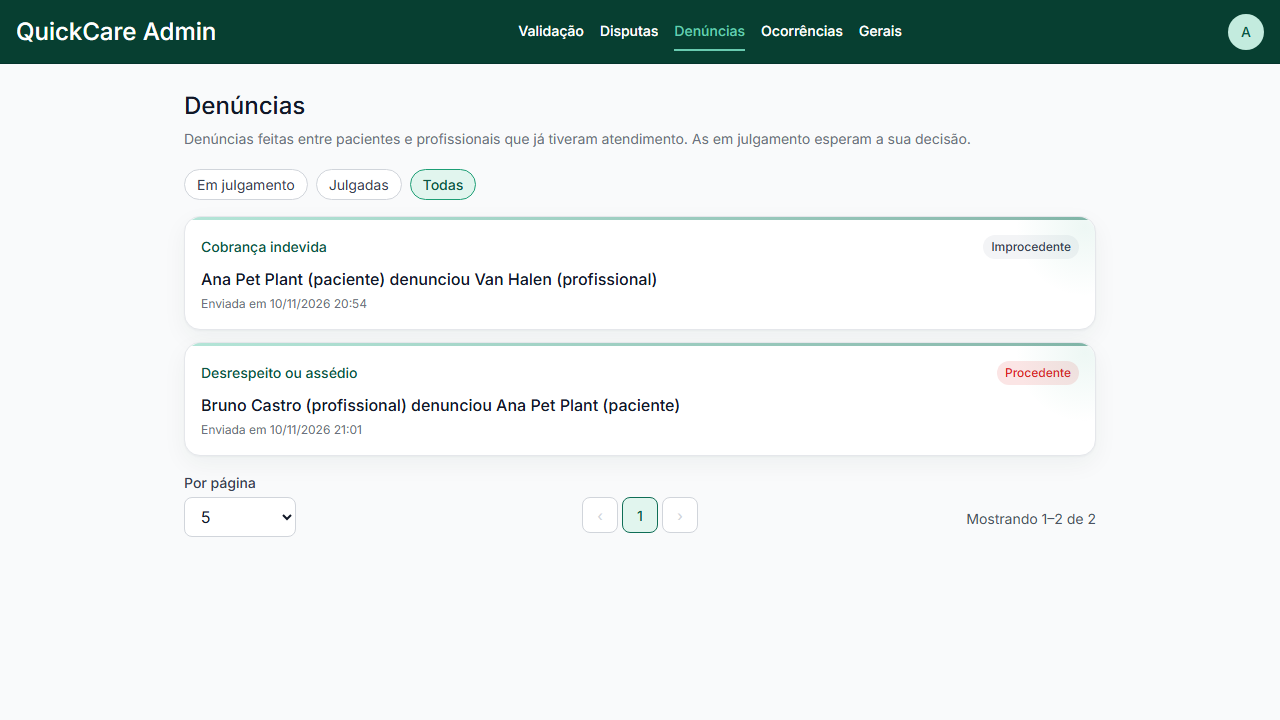 QuickCare Admin
Validação
Disputas
Denúncias
Ocorrências
Gerais
A
Denúncias
Denúncias feitas entre pacientes e profissionais que já tiveram atendimento. As em julgamento esperam a sua decisão.
Em julgamento
Julgadas
Todas
Cobrança indevida
Improcedente
Ana Pet Plant (paciente) denunciou Van Halen (profissional)
Enviada em 10/11/2026 20:54
Desrespeito ou assédio
Procedente
Bruno Castro (profissional) denunciou Ana Pet Plant (paciente)
Enviada em 10/11/2026 21:01
Por página
5
‹
1
›
Mostrando 1–2 de 2